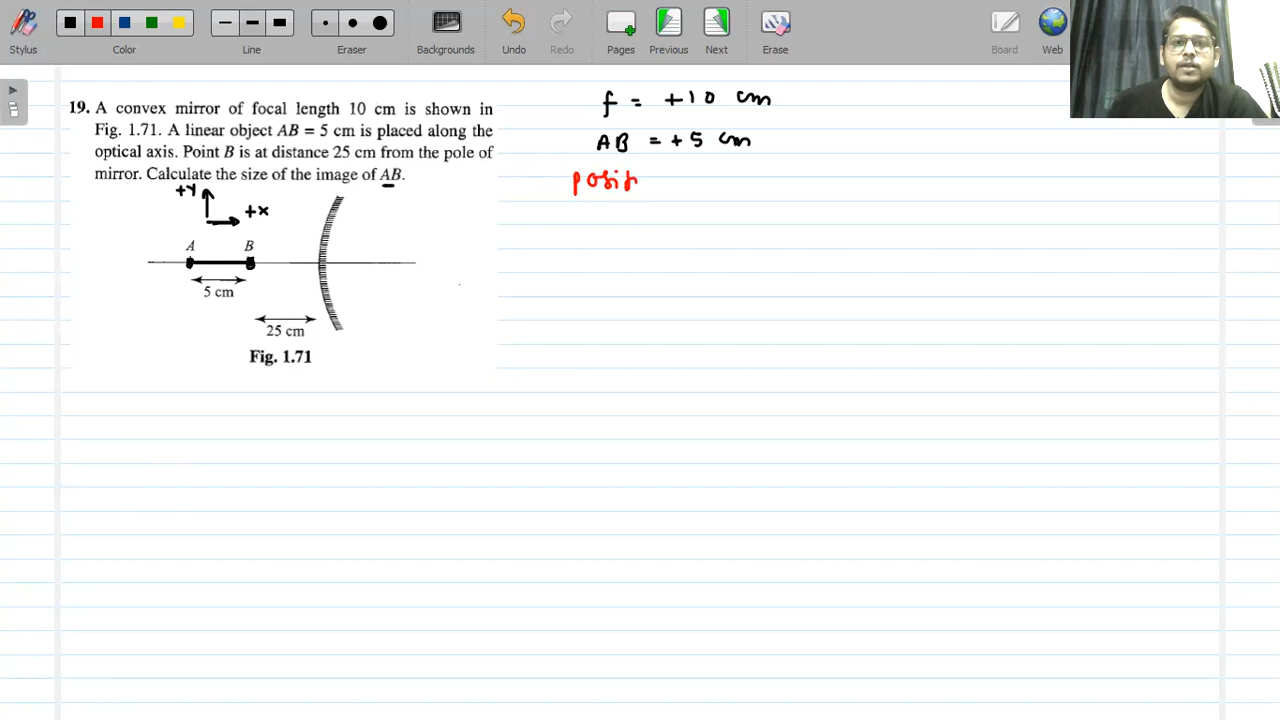 Stylus
Color
Line
Eraser
Backgrounds
Undo
Redo
Pages
Previous
Next
Erase
Board
Web
19. A convex mirror of focal length 10 cm is shown in
Fig. 1.71. A linear object AB = 5 cm is placed along the
optical axis. Point B is at distance 25 cm from the pole of
mirror. Calculate the size of the image of AB.
+Y
+x
A B
5 cm
25 cm
Fig. 1.71
f = +10 cm
AB = +5 cm
posit